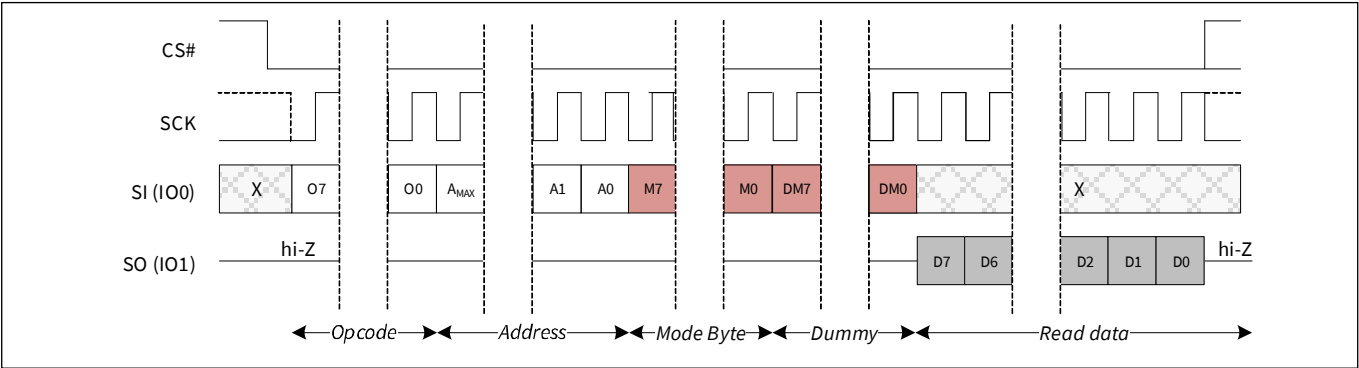 CS#
SCK
SI (IO0) X O7 O0 AMAX A1 A0 M7 M0 DM7 DM0 X
hi-Z hi-Z
SO (IO1) D7 D6 D2 D1 D0
Opcode Address Mode Byte Dummy Read data